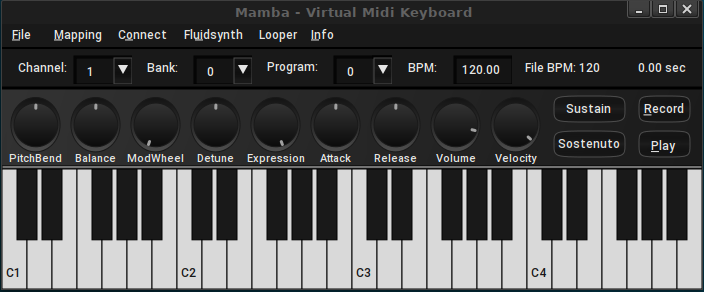 Mamba - Virtual Midi Keyboard
File Mapping Connect Fluidsynth Looper Info
Channel: 1 Bank: 0 Program: 0 BPM: 120.00 File BPM: 120 0.00 sec
Sustain Record
PitchBend Balance ModWheel Detune Expression Attack Release Volume Velocity
Sostenuto Play
C1 C2 C3 C4